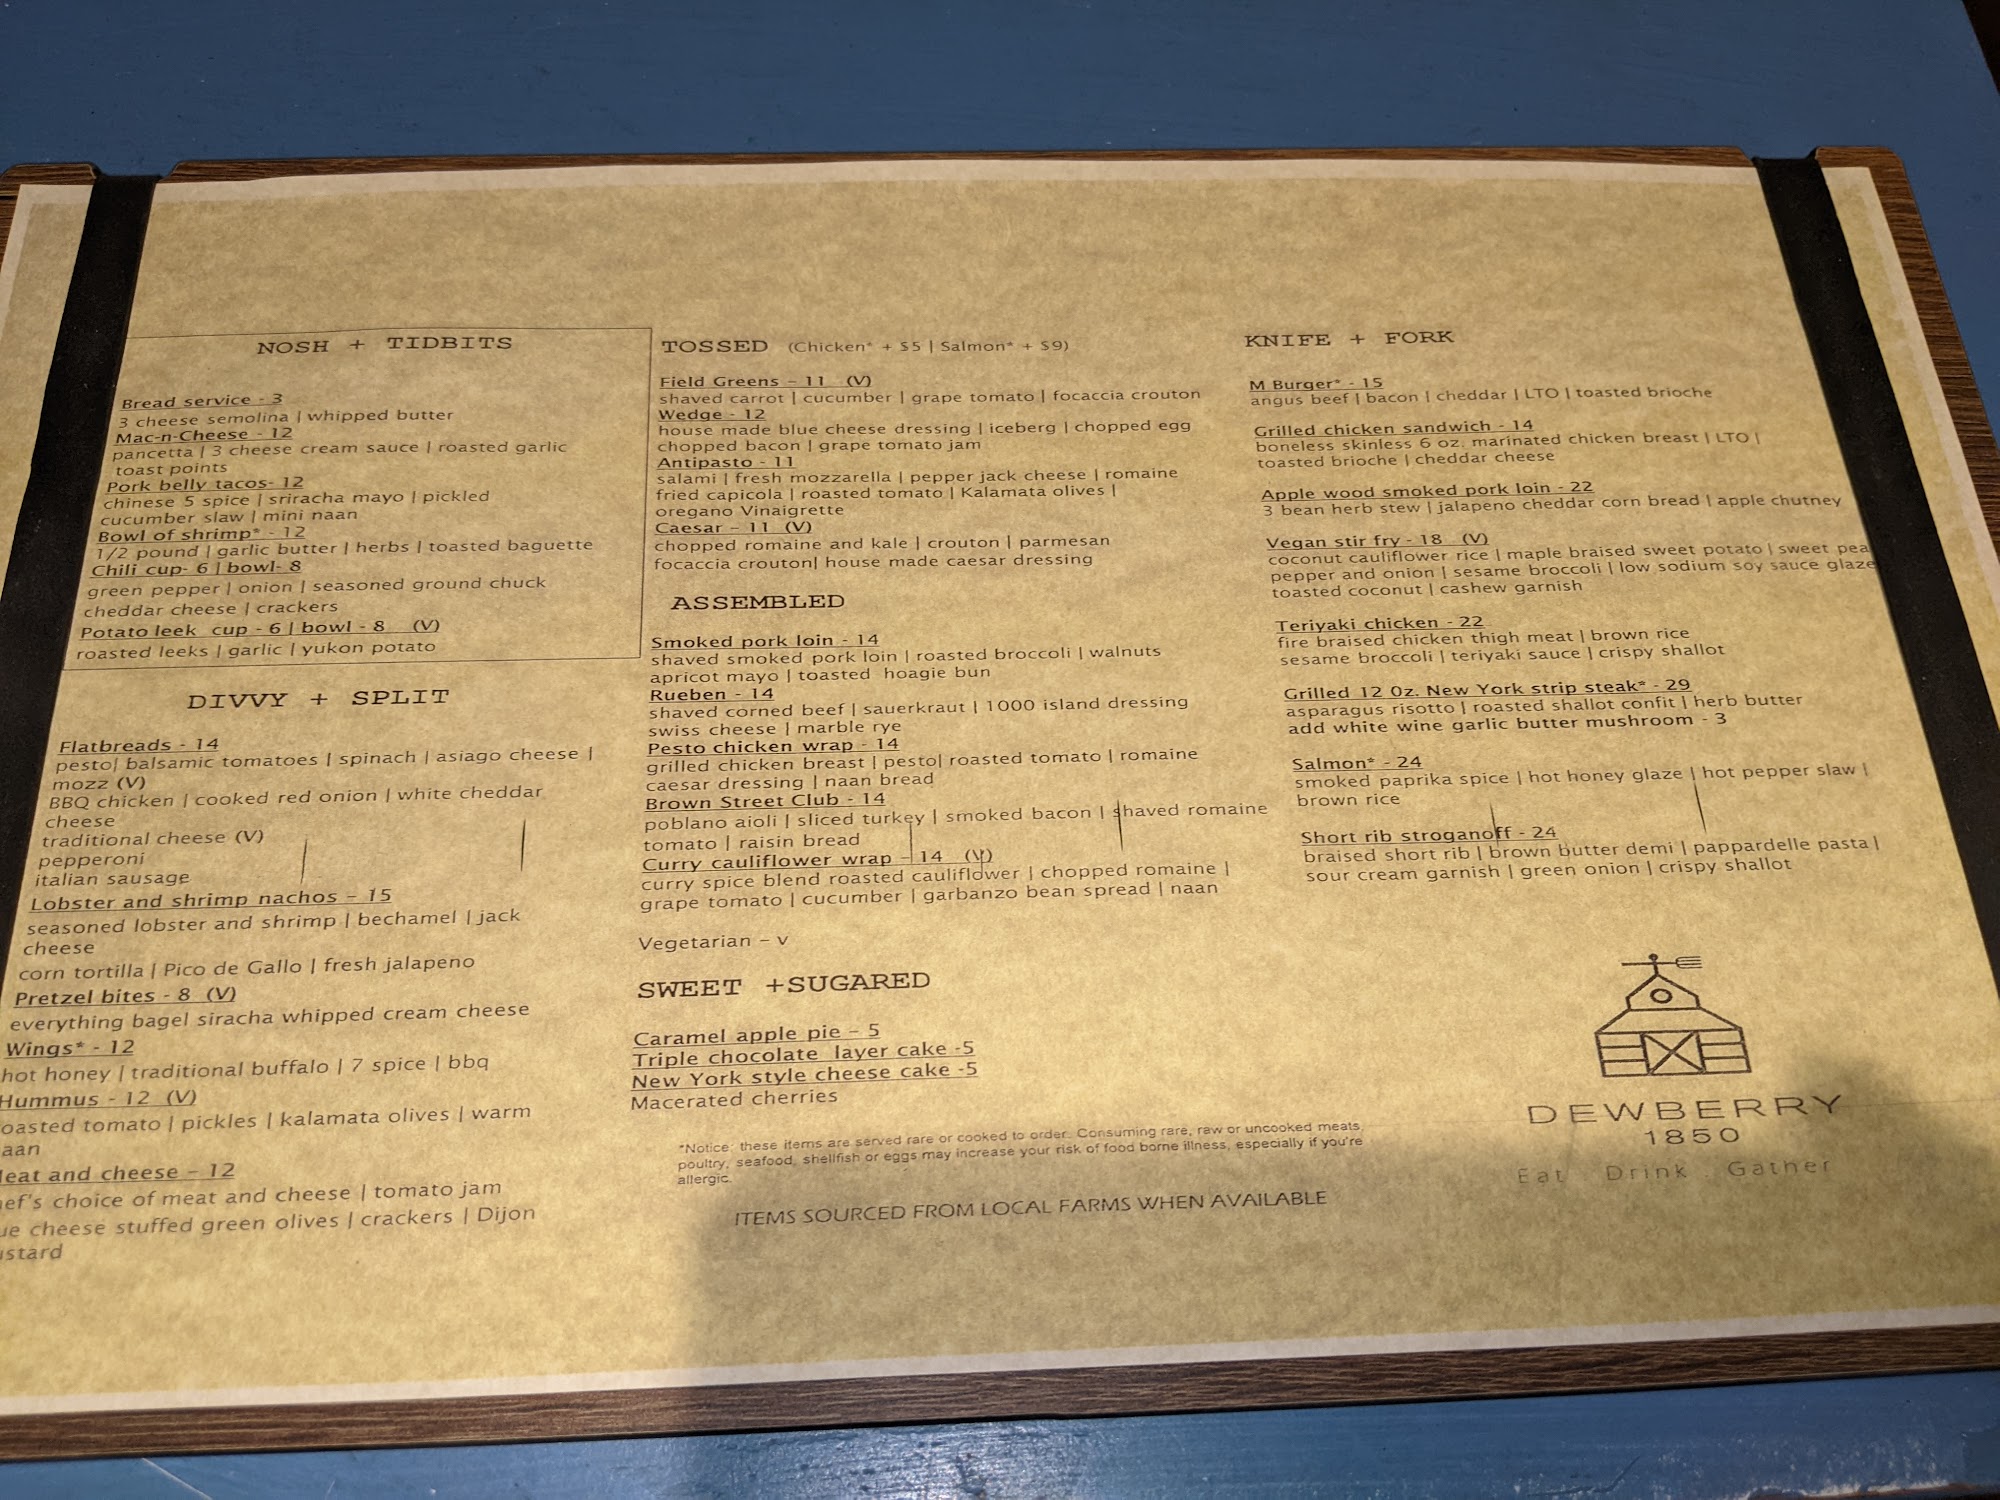 NOSH + TIDBITS
Bread service - 3
3 cheese semolina | whipped butter
Mac-n-Cheese - 12
pancetta | 3 cheese cream sauce | roasted garlic
toast points
Pork belly tacos- 12
chinese 5 spice | sriracha mayo | pickled
cucumber slaw | mini naan
Bowl of shrimp* - 12
1/2 pound | garlic butter | herbs | toasted baguette
Chili cup- 6 | bowl- 8
green pepper | onion | seasoned ground chuck
cheddar cheese | crackers
Potato leek cup - 6 | bowl - 8 (V)
roasted leeks | garlic | yukon potato
DIVVY + SPLIT
Flatbreads - 14
pesto| balsamic tomatoes | spinach | asiago cheese |
mozz (V)
BBQ chicken | cooked red onion | white cheddar
cheese
traditional cheese (V)
pepperoni
italian sausage
Lobster and shrimp nachos – 15
seasoned lobster and shrimp | bechamel | jack
cheese
corn tortilla | Pico de Gallo | fresh jalapeno
Pretzel bites - 8 (V)
everything bagel siracha whipped cream cheese
Wings* - 12
hot honey | traditional buffalo | 7 spice | bbq
Hummus - 12 (V)
oasted tomato | pickles | kalamata olives | warm
aan
eat and cheese – 12
ef's choice of meat and cheese | tomato jam
ue cheese stuffed green olives | crackers | Dijon
ustard
TOSSED (Chicken* + $5 | Salmon* + $9)
Field Greens – 11 (V)
shaved carrot | cucumber | grape tomato | focaccia crouton
Wedge - 12
house made blue cheese dressing | iceberg | chopped egg
chopped bacon | grape tomato jam
Antipasto - 11
salami | fresh mozzarella | pepper jack cheese | romaine
fried capicola | roasted tomato | Kalamata olives |
oregano Vinaigrette
Caesar – 11 (V)
chopped romaine and kale | crouton | parmesan
focaccia crouton| house made caesar dressing
ASSEMBLED
Smoked pork loin - 14
shaved smoked pork loin | roasted broccoli | walnuts
apricot mayo | toasted hoagie bun
Rueben - 14
shaved corned beef | sauerkraut | 1000 island dressing
swiss cheese | marble rye
Pesto chicken wrap - 14
grilled chicken breast | pesto| roasted tomato | romaine
caesar dressing | naan bread
Brown Street Club - 14
poblano aioli | sliced turkey | smoked bacon | shaved romaine
tomato | raisin bread
Curry cauliflower wrap – 14 (V)
curry spice blend roasted cauliflower | chopped romaine |
grape tomato | cucumber | garbanzo bean spread | naan
Vegetarian – v
SWEET +SUGARED
Caramel apple pie – 5
Triple chocolate layer cake -5
New York style cheese cake -5
Macerated cherries
*Notice: these items are served rare or cooked to order. Consuming rare, raw or uncooked meats,
poultry, seafood, shellfish or eggs may increase your risk of food borne illness, especially if you're
allergic.
ITEMS SOURCED FROM LOCAL FARMS WHEN AVAILABLE
KNIFE + FORK
M Burger* - 15
angus beef | bacon | cheddar | LTO | toasted brioche
Grilled chicken sandwich - 14
boneless skinless 6 oz. marinated chicken breast | LTO |
toasted brioche | cheddar cheese
Apple wood smoked pork loin - 22
3 bean herb stew | jalapeno cheddar corn bread | apple chutney
Vegan stir fry - 18 (V)
coconut cauliflower rice | maple braised sweet potato | sweet pea
pepper and onion | sesame broccoli | low sodium soy sauce glaze
toasted coconut | cashew garnish
Teriyaki chicken - 22
fire braised chicken thigh meat | brown rice
sesame broccoli | teriyaki sauce | crispy shallot
Grilled 12 Oz. New York strip steak* - 29
asparagus risotto | roasted shallot confit | herb butter
add white wine garlic butter mushroom - 3
Salmon* - 24
smoked paprika spice | hot honey glaze | hot pepper slaw |
brown rice
Short rib stroganoff - 24
braised short rib | brown butter demi | pappardelle pasta |
sour cream garnish | green onion | crispy shallot
DEWBERRY
1850
Eat . Drink . Gather